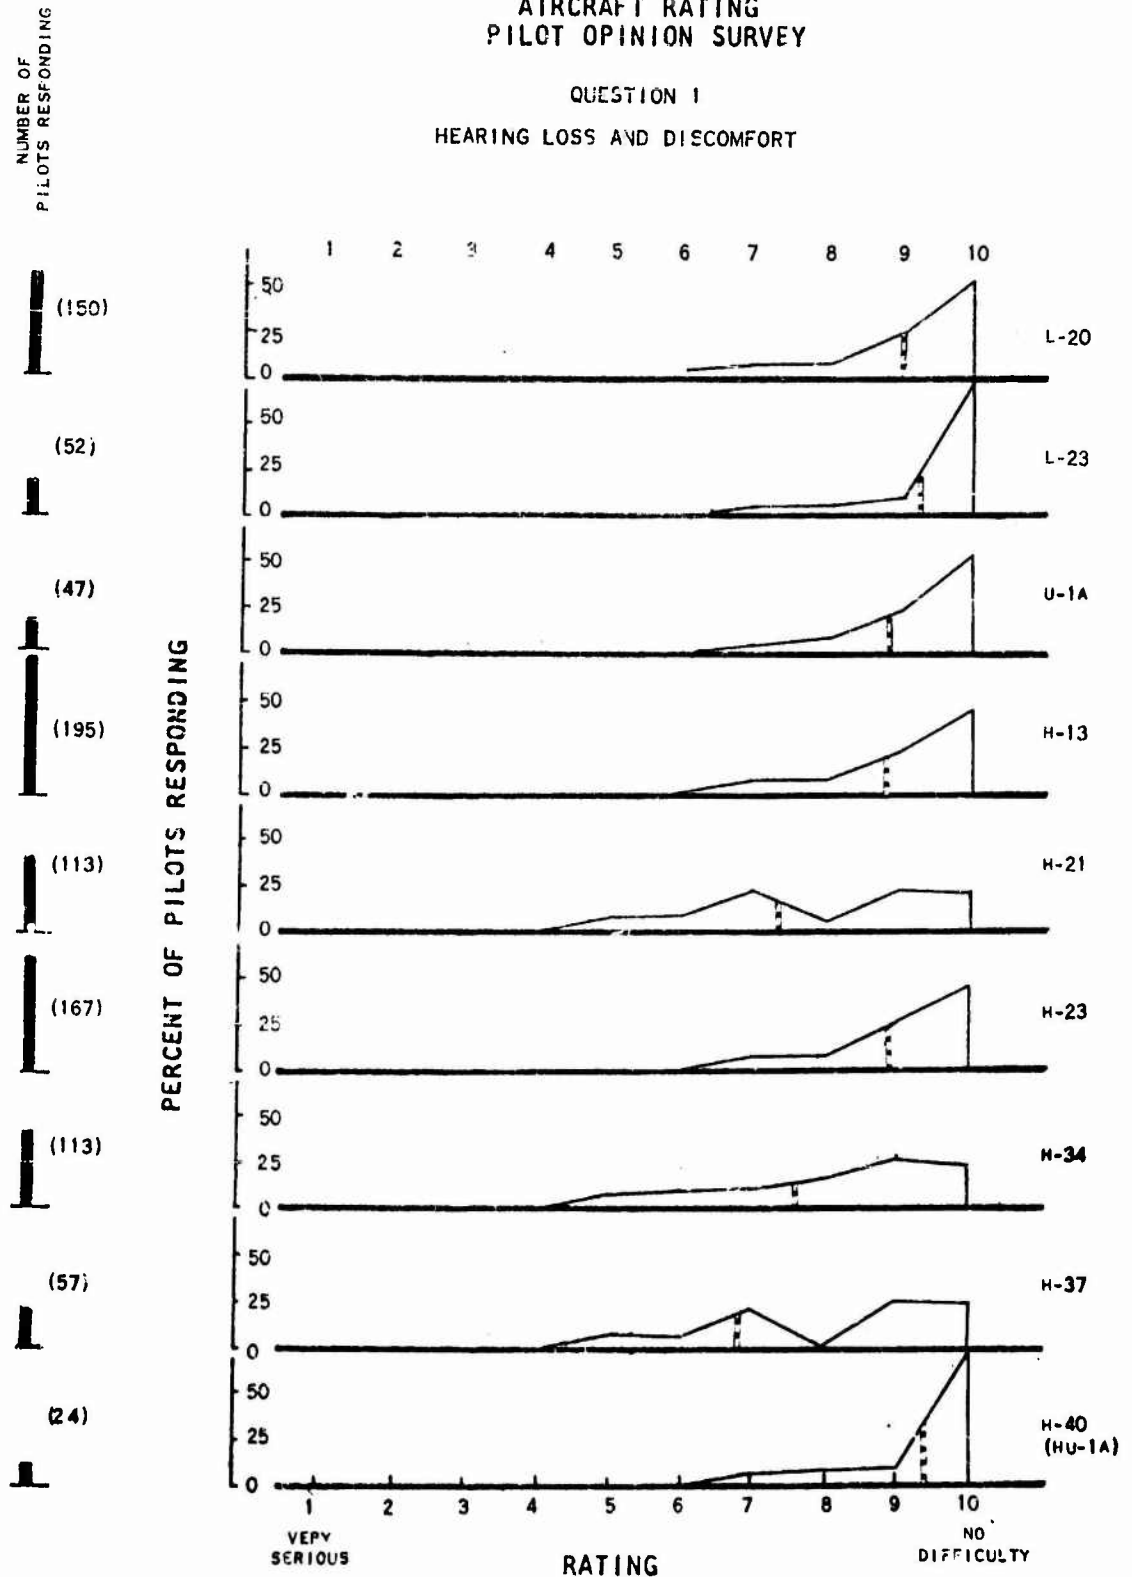 AIRCRAFT RATING
PILOT OPINION SURVEY
QUESTION 1
HEARING LOSS AND DISCOMFORT
NUMBER OF
PILOTS RESPONDING
1 2 3 4 5 6 7 8 9 10
(150)
50
25
0
L-20
(52)
50
25
0
L-23
(47)
50
25
0
U-1A
(195)
50
25
0
H-13
(113)
50
25
0
H-21
(167)
50
25
0
H-23
(113)
50
25
0
H-34
(57)
50
25
0
H-37
(24)
50
25
0
H-40
(HU-1A)
PERCENT OF PILOTS RESPONDING
1 2 3 4 5 6 7 8 9 10
VERY
SERIOUS
NO
DIFFICULTY
RATING